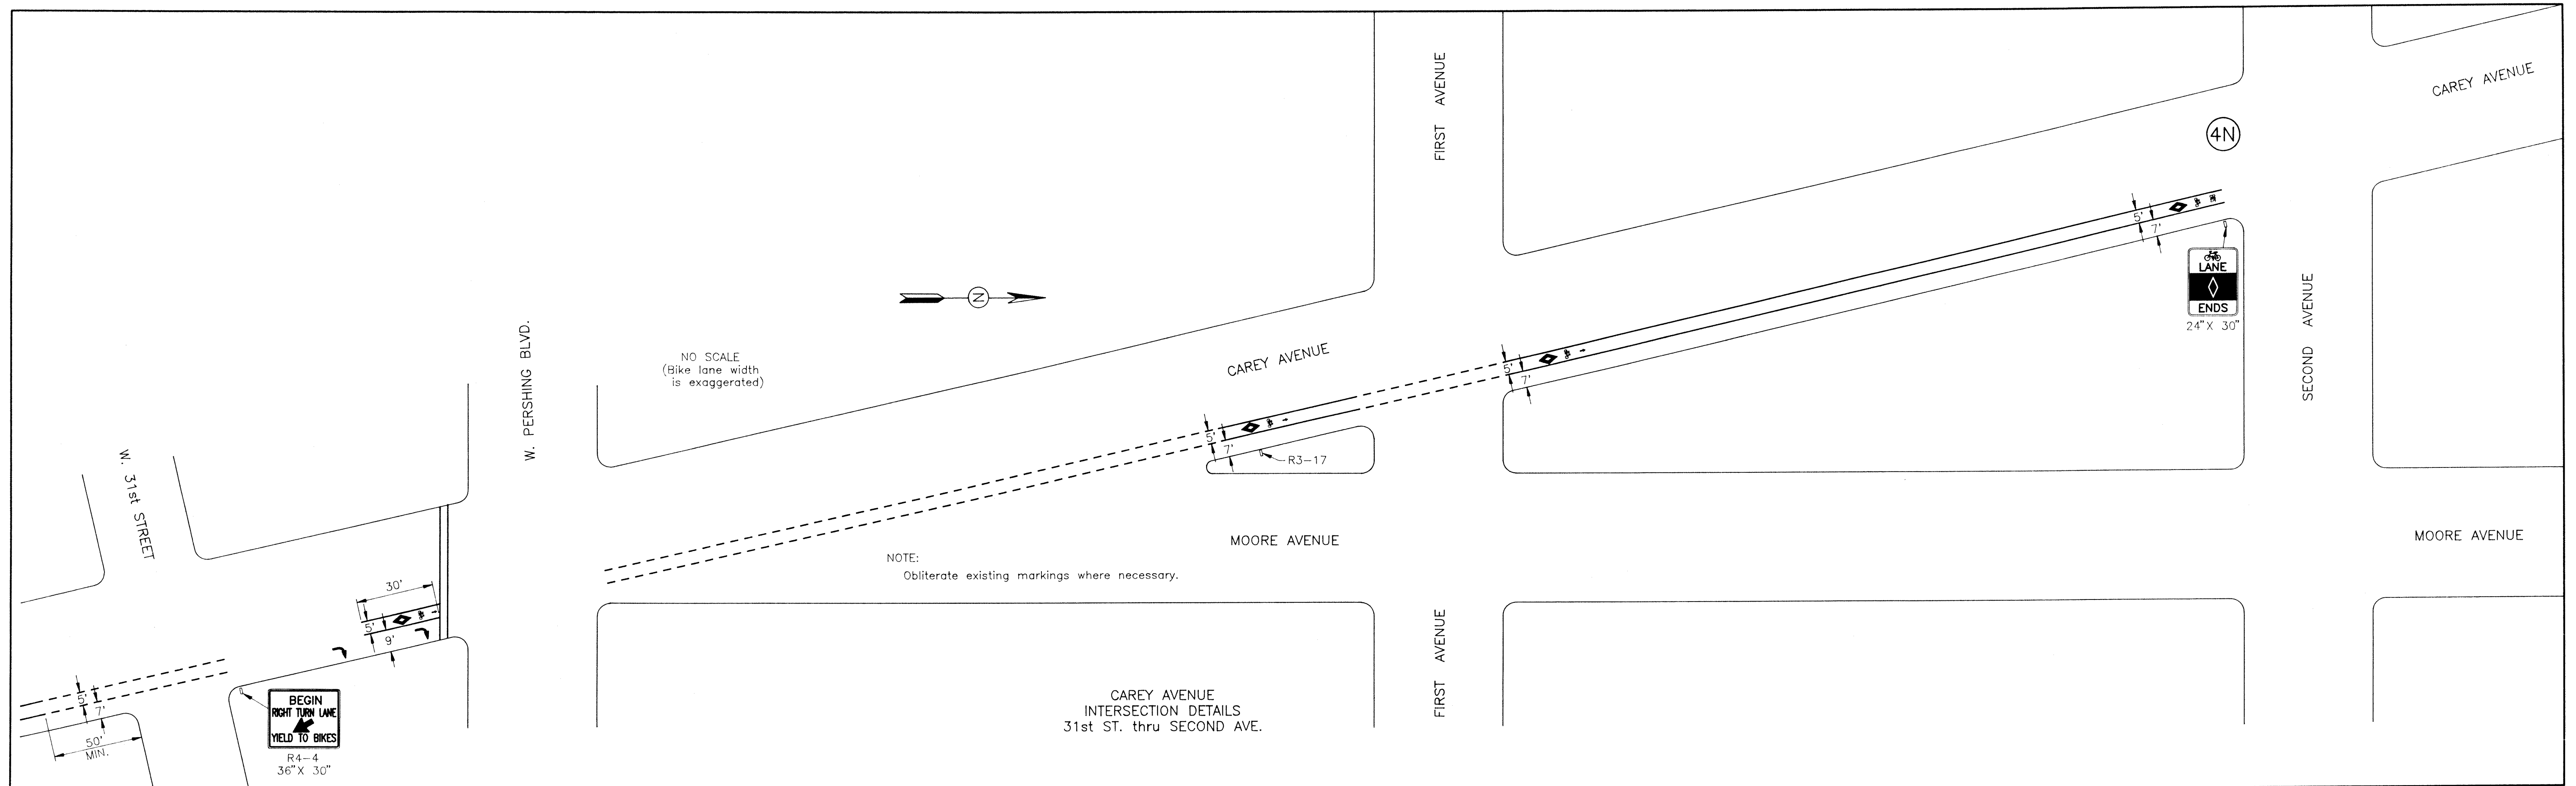 FIRST AVENUE
CAREY AVENUE
4N
W. PERSHING BLVD.
N
NO SCALE
(Bike lane width
is exaggerated)
CAREY AVENUE
5'
7'
LANE
ENDS
24"X 30"
SECOND AVENUE
5'
7'
5'
7'
R3-17
W. 31st STREET
MOORE AVENUE
MOORE AVENUE
NOTE:
Obliterate existing markings where necessary.
30'
5'
9'
5'
7'
50'
MIN.
BEGIN
RIGHT TURN LANE
YIELD TO BIKES
R4-4
36"X 30"
CAREY AVENUE
INTERSECTION DETAILS
31st ST. thru SECOND AVE.
FIRST AVENUE